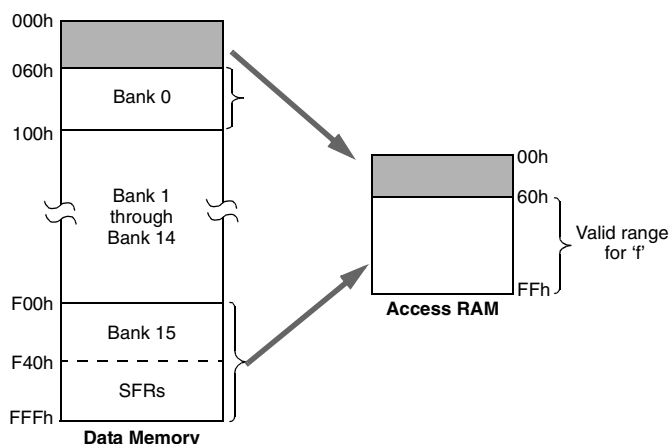 000h
060h
Bank 0
100h
Bank 1
through
Bank 14
F00h
Bank 15
F40h
SFRs
FFFh
Data Memory
00h
60h
Valid range
for ‘f’
FFh
Access RAM